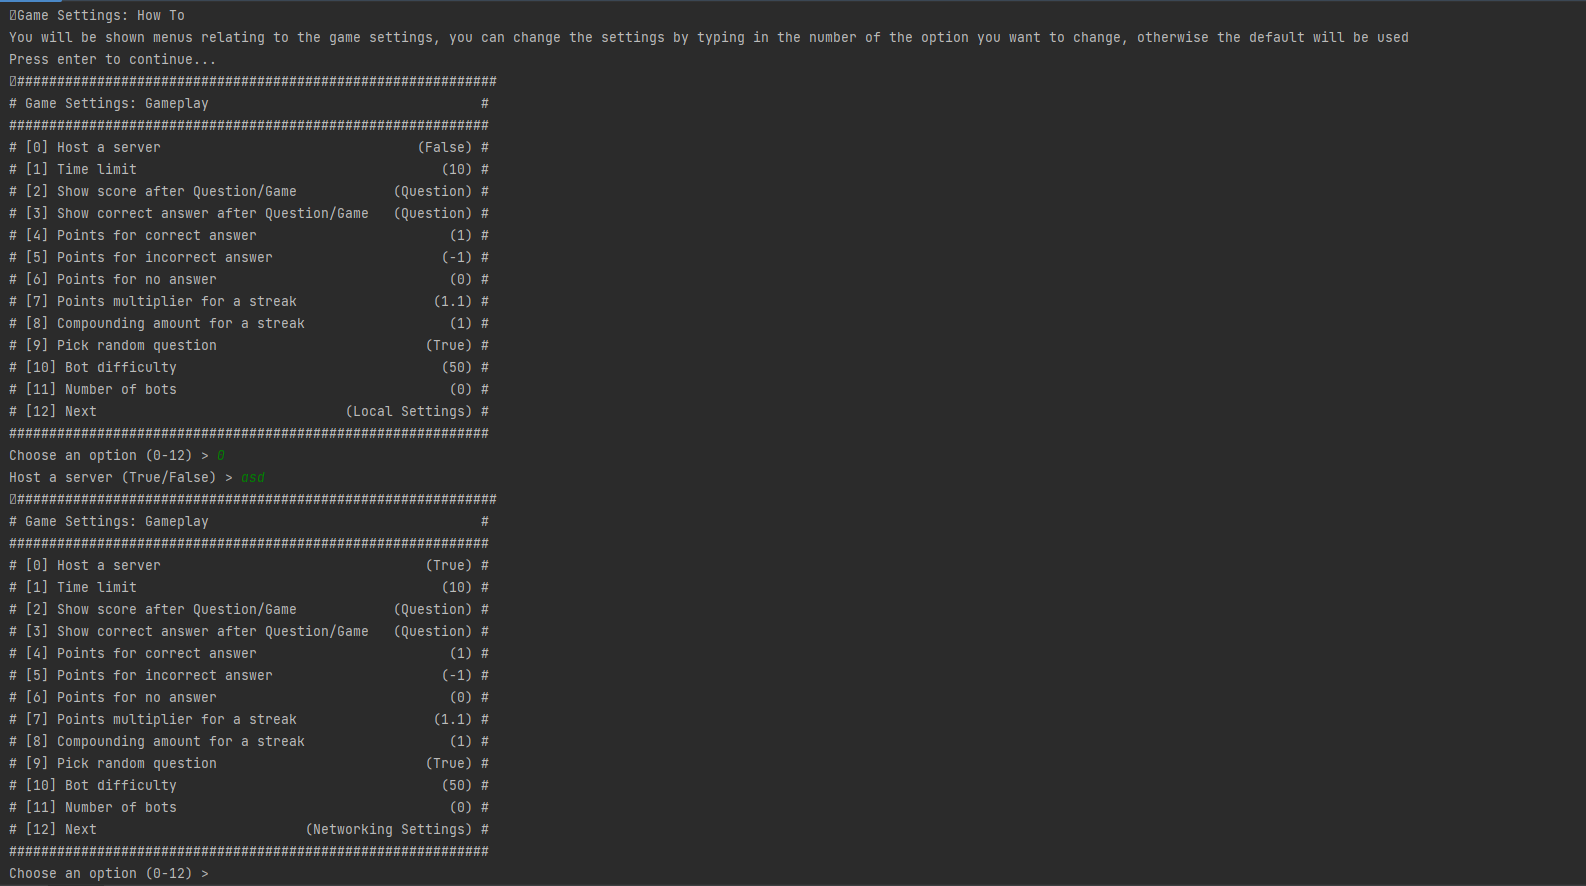 Game Settings: How To
You will be shown menus relating to the game settings, you can change the settings by typing in the number of the option you want to change, otherwise the default will be used
Press enter to continue...
############################################################
# Game Settings: Gameplay                                  #
############################################################
# [0] Host a server                                (False) #
# [1] Time limit                                      (10) #
# [2] Show score after Question/Game            (Question) #
# [3] Show correct answer after Question/Game   (Question) #
# [4] Points for correct answer                        (1) #
# [5] Points for incorrect answer                     (-1) #
# [6] Points for no answer                             (0) #
# [7] Points multiplier for a streak                 (1.1) #
# [8] Compounding amount for a streak                  (1) #
# [9] Pick random question                          (True) #
# [10] Bot difficulty                                 (50) #
# [11] Number of bots                                  (0) #
# [12] Next                               (Local Settings) #
############################################################
Choose an option (0-12) > 0
Host a server (True/False) > asd
############################################################
# Game Settings: Gameplay                                  #
############################################################
# [0] Host a server                                 (True) #
# [1] Time limit                                      (10) #
# [2] Show score after Question/Game            (Question) #
# [3] Show correct answer after Question/Game   (Question) #
# [4] Points for correct answer                        (1) #
# [5] Points for incorrect answer                     (-1) #
# [6] Points for no answer                             (0) #
# [7] Points multiplier for a streak                 (1.1) #
# [8] Compounding amount for a streak                  (1) #
# [9] Pick random question                          (True) #
# [10] Bot difficulty                                 (50) #
# [11] Number of bots                                  (0) #
# [12] Next                          (Networking Settings) #
############################################################
Choose an option (0-12) >